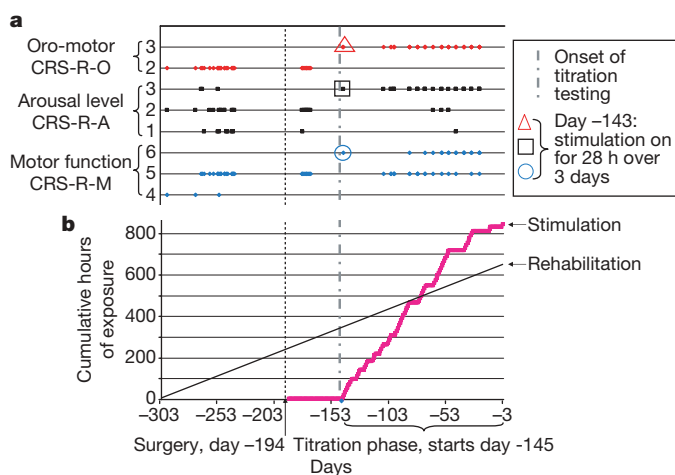 a
Oro-motor
CRS-R-O
3
2
Arousal level
CRS-R-A
3
2
1
Motor function
CRS-R-M
6
5
4
Onset of
titration
testing
Day –143:
stimulation on
for 28 h over
3 days
b
Cumulative hours
of exposure
800
600
400
200
0
Stimulation
Rehabilitation
–303 –253 –203 –153 –103 –53 –3
Surgery, day –194 Titration phase, starts day -145
Days